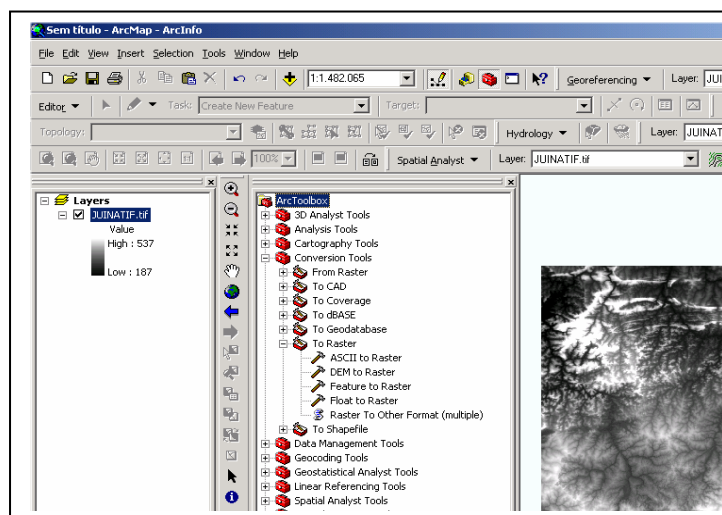 Sem título - ArcMap - ArcInfo
File Edit View Insert Selection Tools Window Help
1:1.482.065 Georeferencing Layer: JUI
Editor Task: Create New Feature Target:
Topology: Hydrology Layer: JUINAT
100% Spatial Analyst Layer: JUINATIF.tif
Layers
JUINATIF.tif
Value
High : 537
Low : 187
ArcToolbox
3D Analyst Tools
Analysis Tools
Cartography Tools
Conversion Tools
From Raster
To CAD
To Coverage
To dBASE
To Geodatabase
To Raster
ASCII to Raster
DEM to Raster
Feature to Raster
Float to Raster
Raster To Other Format (multiple)
To Shapefile
Data Management Tools
Geocoding Tools
Geostatistical Analyst Tools
Linear Referencing Tools
Spatial Analyst Tools